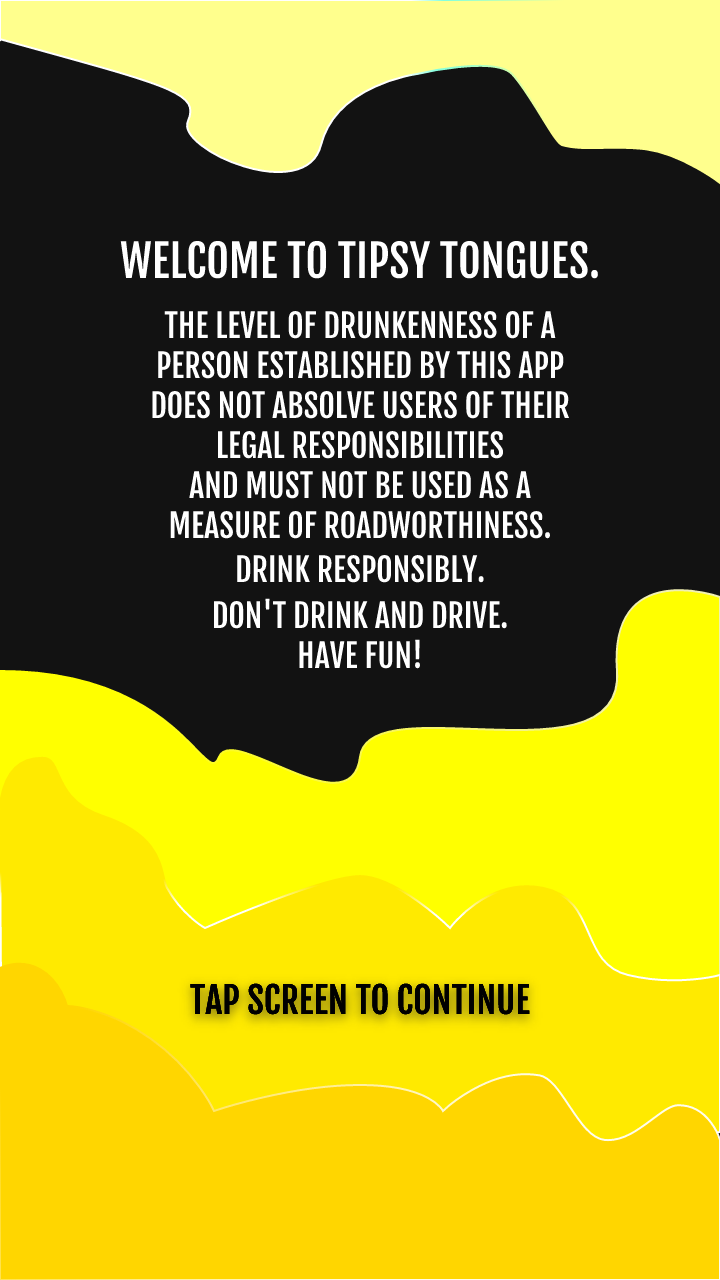 WELCOME TO TIPSY TONGUES.
THE LEVEL OF DRUNKENNESS OF A
PERSON ESTABLISHED BY THIS APP
DOES NOT ABSOLVE USERS OF THEIR
LEGAL RESPONSIBILITIES
AND MUST NOT BE USED AS A
MEASURE OF ROADWORTHINESS.
DRINK RESPONSIBLY.
DON'T DRINK AND DRIVE.
HAVE FUN!
TAP SCREEN TO CONTINUE